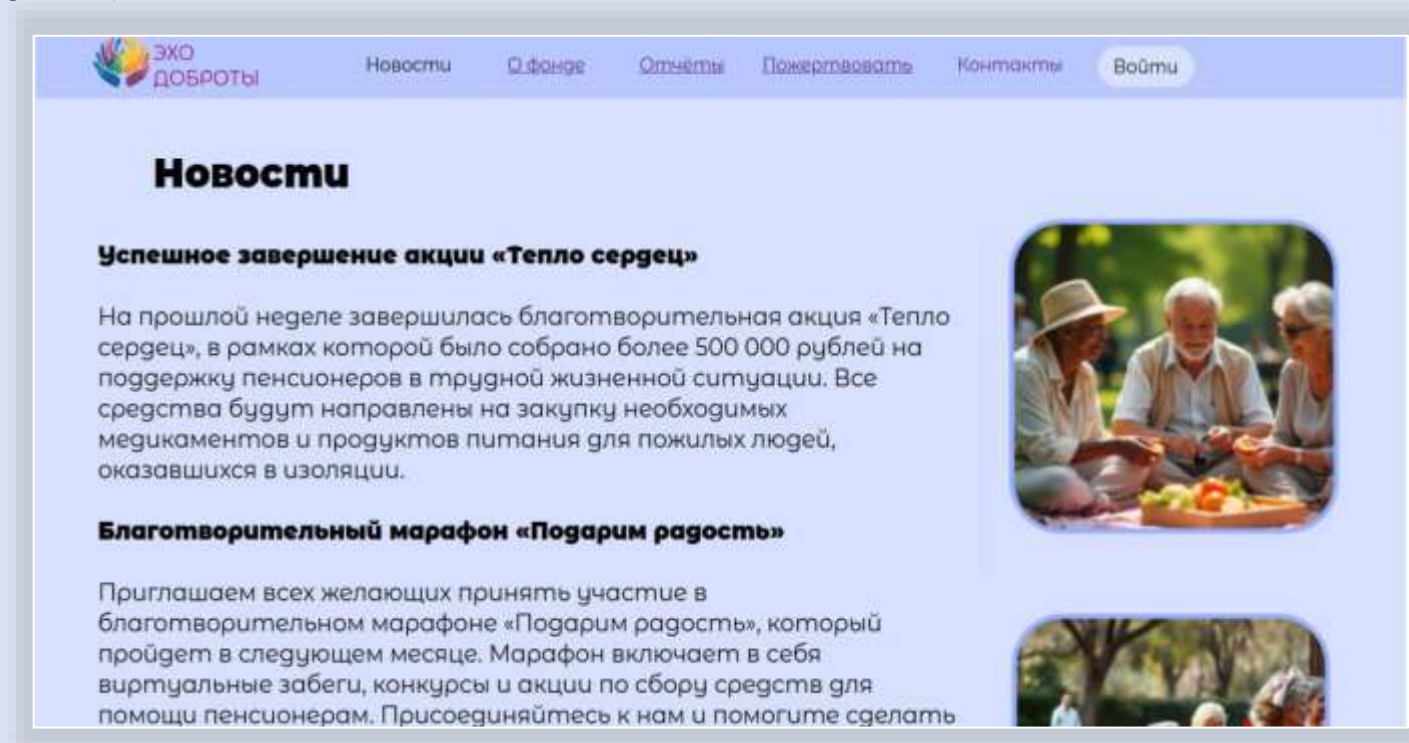 ЭХО
ДОБРОТЫ
Новости О фонде Отчёты Пожертвовать Контакты Войти
Новости
Успешное завершение акции «Тепло сердец»
На прошлой неделе завершилась благотворительная акция «Тепло
сердец», в рамках которой было собрано более 500 000 рублей на
поддержку пенсионеров в трудной жизненной ситуации. Все
средства будут направлены на закупку необходимых
медикаментов и продуктов питания для пожилых людей,
оказавшихся в изоляции.
Благотворительный марафон «Подарим радость»
Приглашаем всех желающих принять участие в
благотворительном марафоне «Подарим радость», который
пройдет в следующем месяце. Марафон включает в себя
виртуальные забеги, конкурсы и акции по сбору средств для
помощи пенсионерам. Присоединяйтесь к нам и помогите сделать